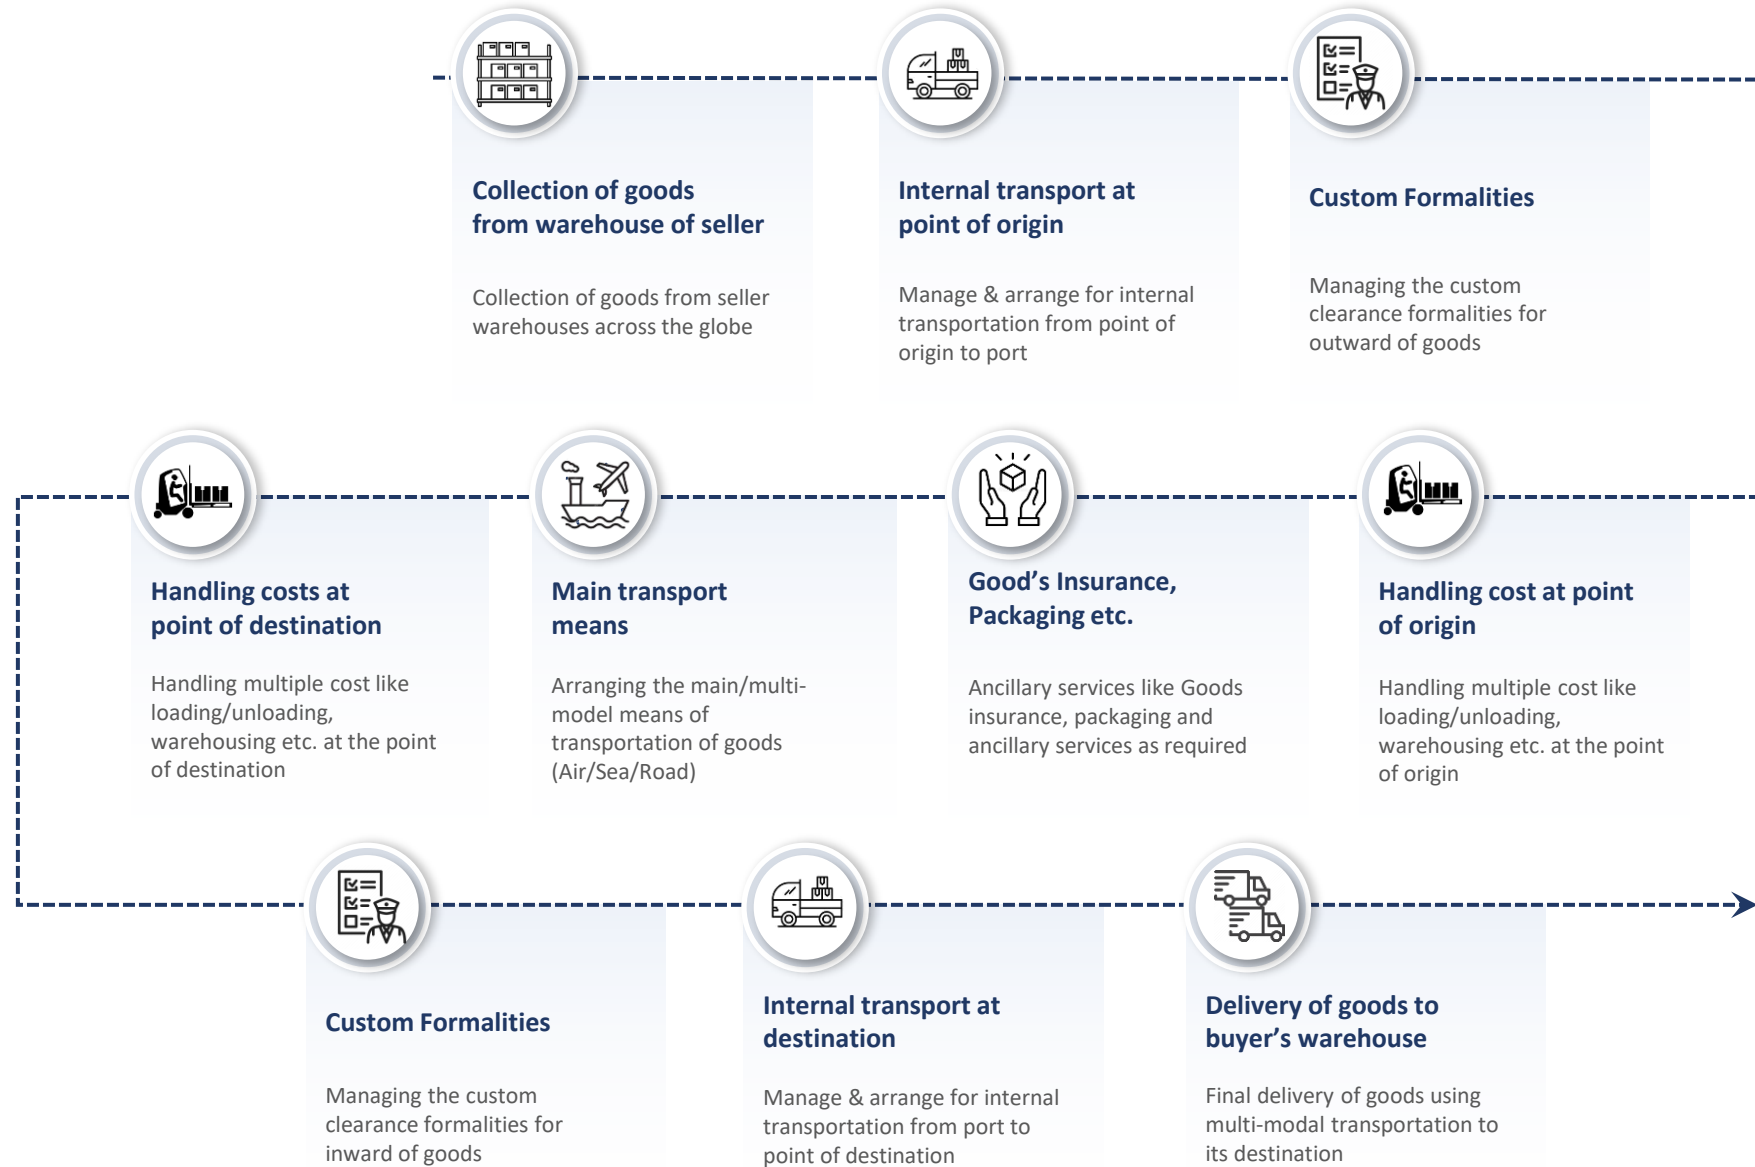 Collection of goods
from warehouse of seller
Collection of goods from seller
warehouses across the globe
Internal transport at
point of origin
Manage & arrange for internal
transportation from point of
origin to port
Custom Formalities
Managing the custom
clearance formalities for
outward of goods
Handling costs at
point of destination
Handling multiple cost like
loading/unloading,
warehousing etc. at the point
of destination
Main transport
means
Arranging the main/multi-
model means of
transportation of goods
(Air/Sea/Road)
Good’s Insurance,
Packaging etc.
Ancillary services like Goods
insurance, packaging and
ancillary services as required
Handling cost at point
of origin
Handling multiple cost like
loading/unloading,
warehousing etc. at the point
of origin
Custom Formalities
Managing the custom
clearance formalities for
inward of goods
Internal transport at
destination
Manage & arrange for internal
transportation from port to
point of destination
Delivery of goods to
buyer’s warehouse
Final delivery of goods using
multi-modal transportation to
its destination